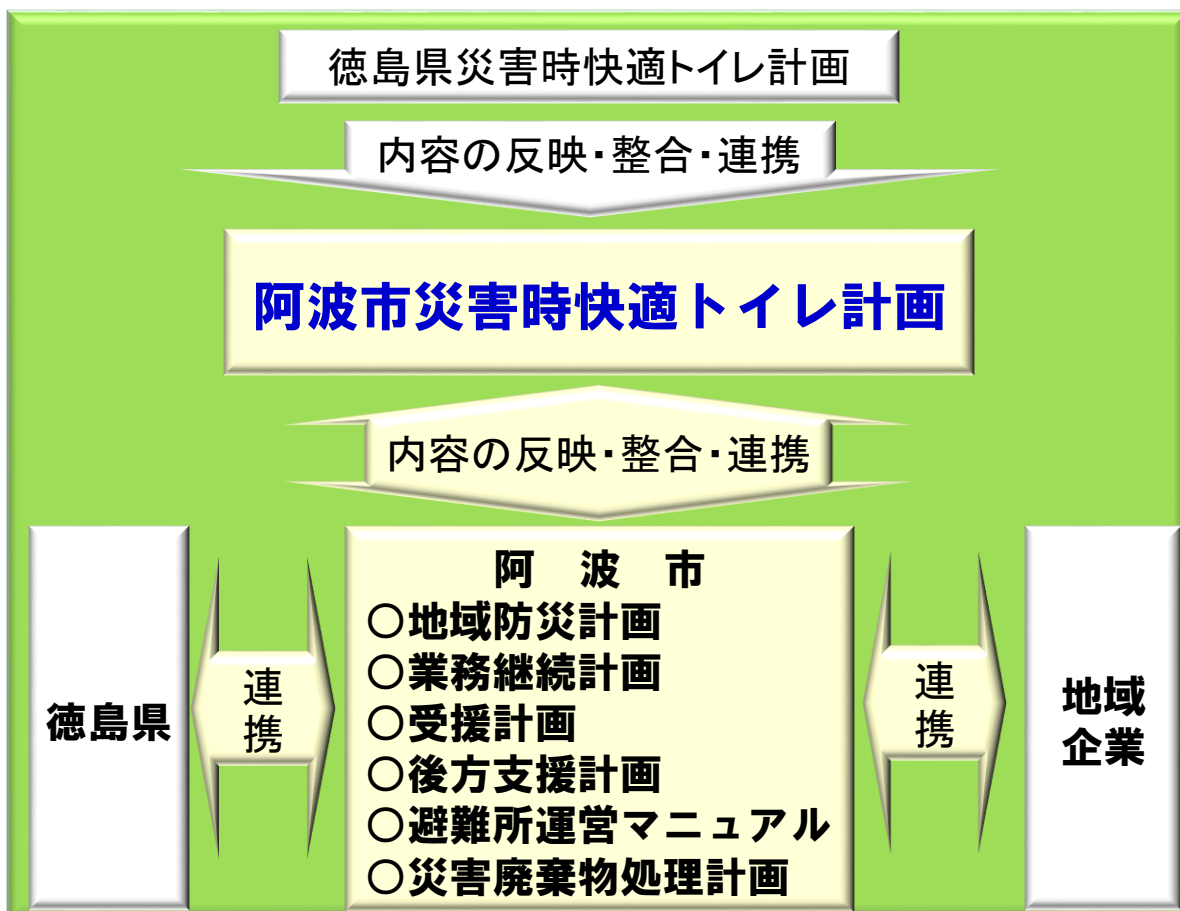 徳島県災害時快適トイレ計画
内容の反映・整合・連携
阿波市災害時快適トイレ計画
内容の反映・整合・連携
徳島県
連
携
阿 波 市
○地域防災計画
○業務継続計画
○受援計画
○後方支援計画
○避難所運営マニュアル
○災害廃棄物処理計画
連
携
地域
企業